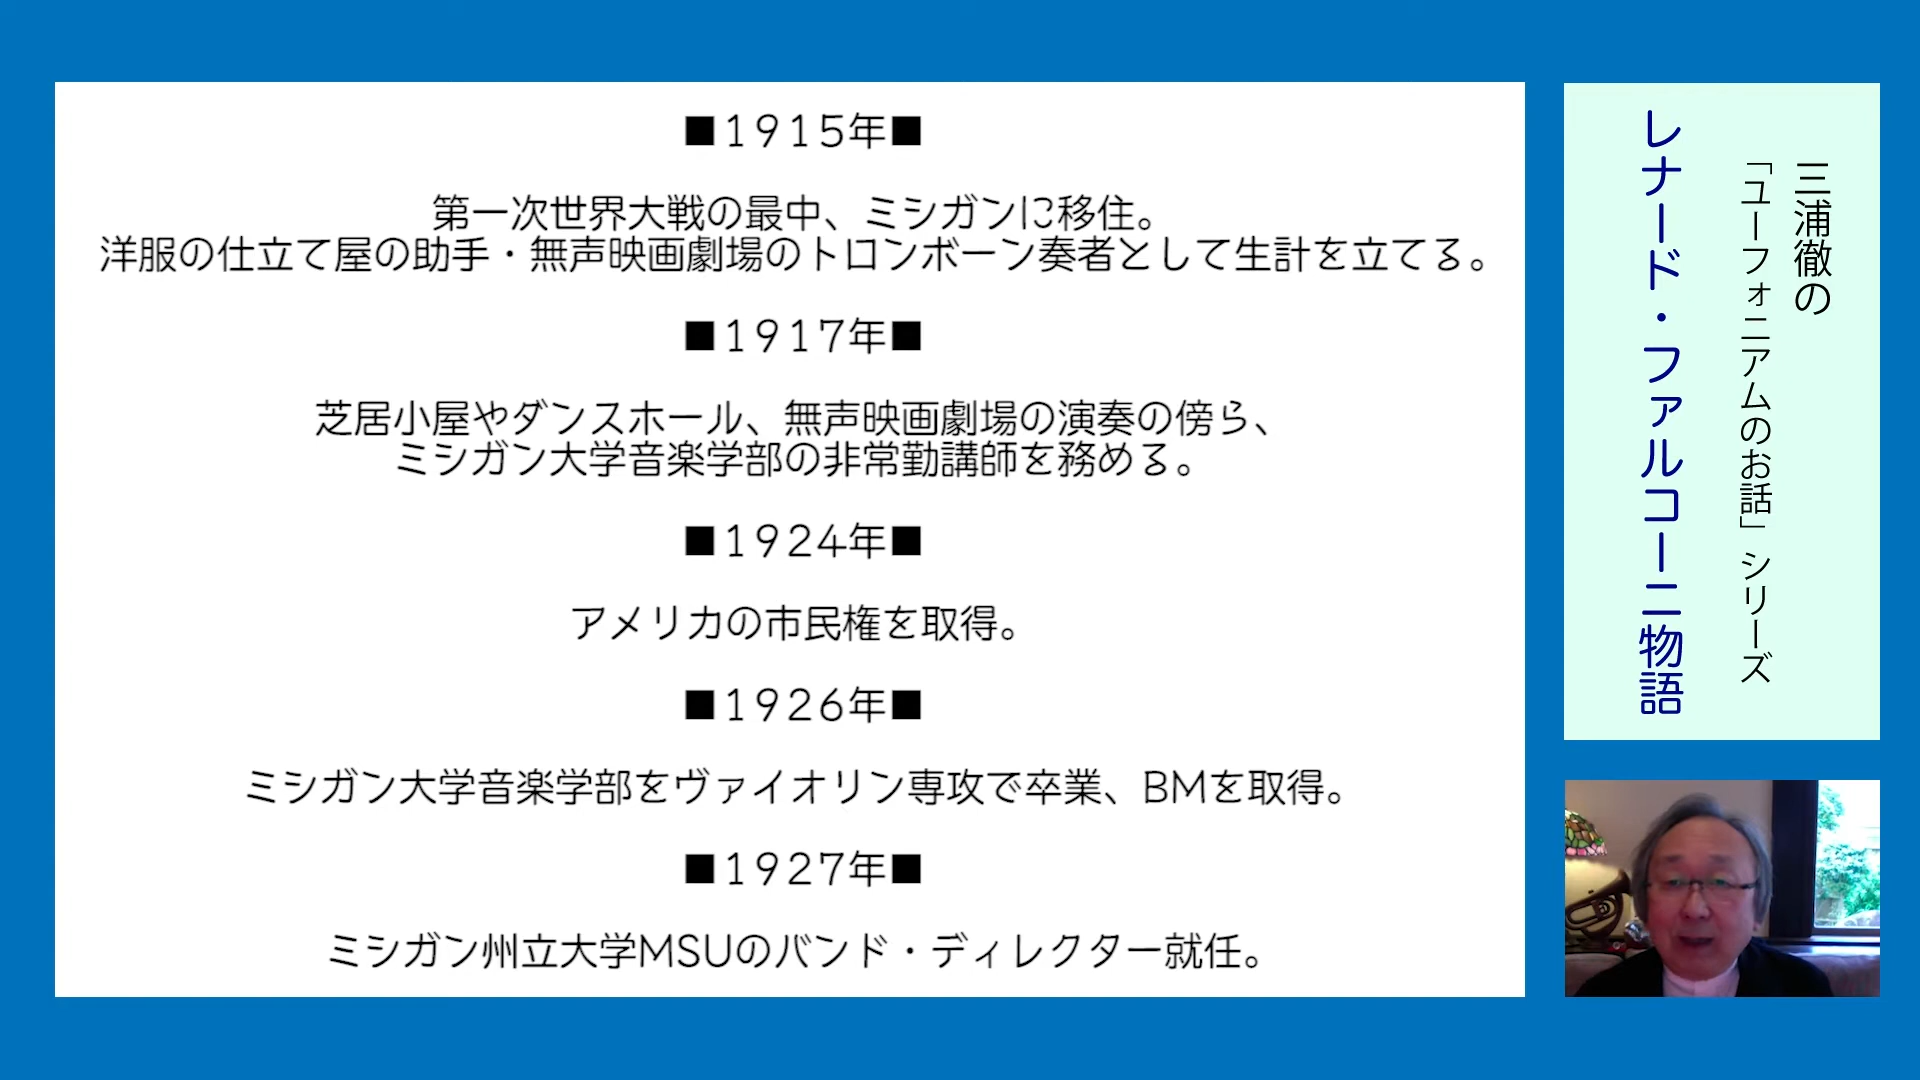 ■１９１５年■
第一次世界大戦の最中、ミシガンに移住。
洋服の仕立て屋の助手・無声映画劇場のトロンボーン奏者として生計を立てる。
■１９１７年■
芝居小屋やダンスホール、無声映画劇場の演奏の傍ら、
ミシガン大学音楽学部の非常勤講師を務める。
■１９２４年■
アメリカの市民権を取得。
■１９２６年■
ミシガン大学音楽学部をヴァイオリン専攻で卒業、BMを取得。
■１９２７年■
ミシガン州立大学MSUのバンド・ディレクター就任。
三浦徹の
「ユーフォニアムのお話」シリーズ
レナード・ファルコーニ物語